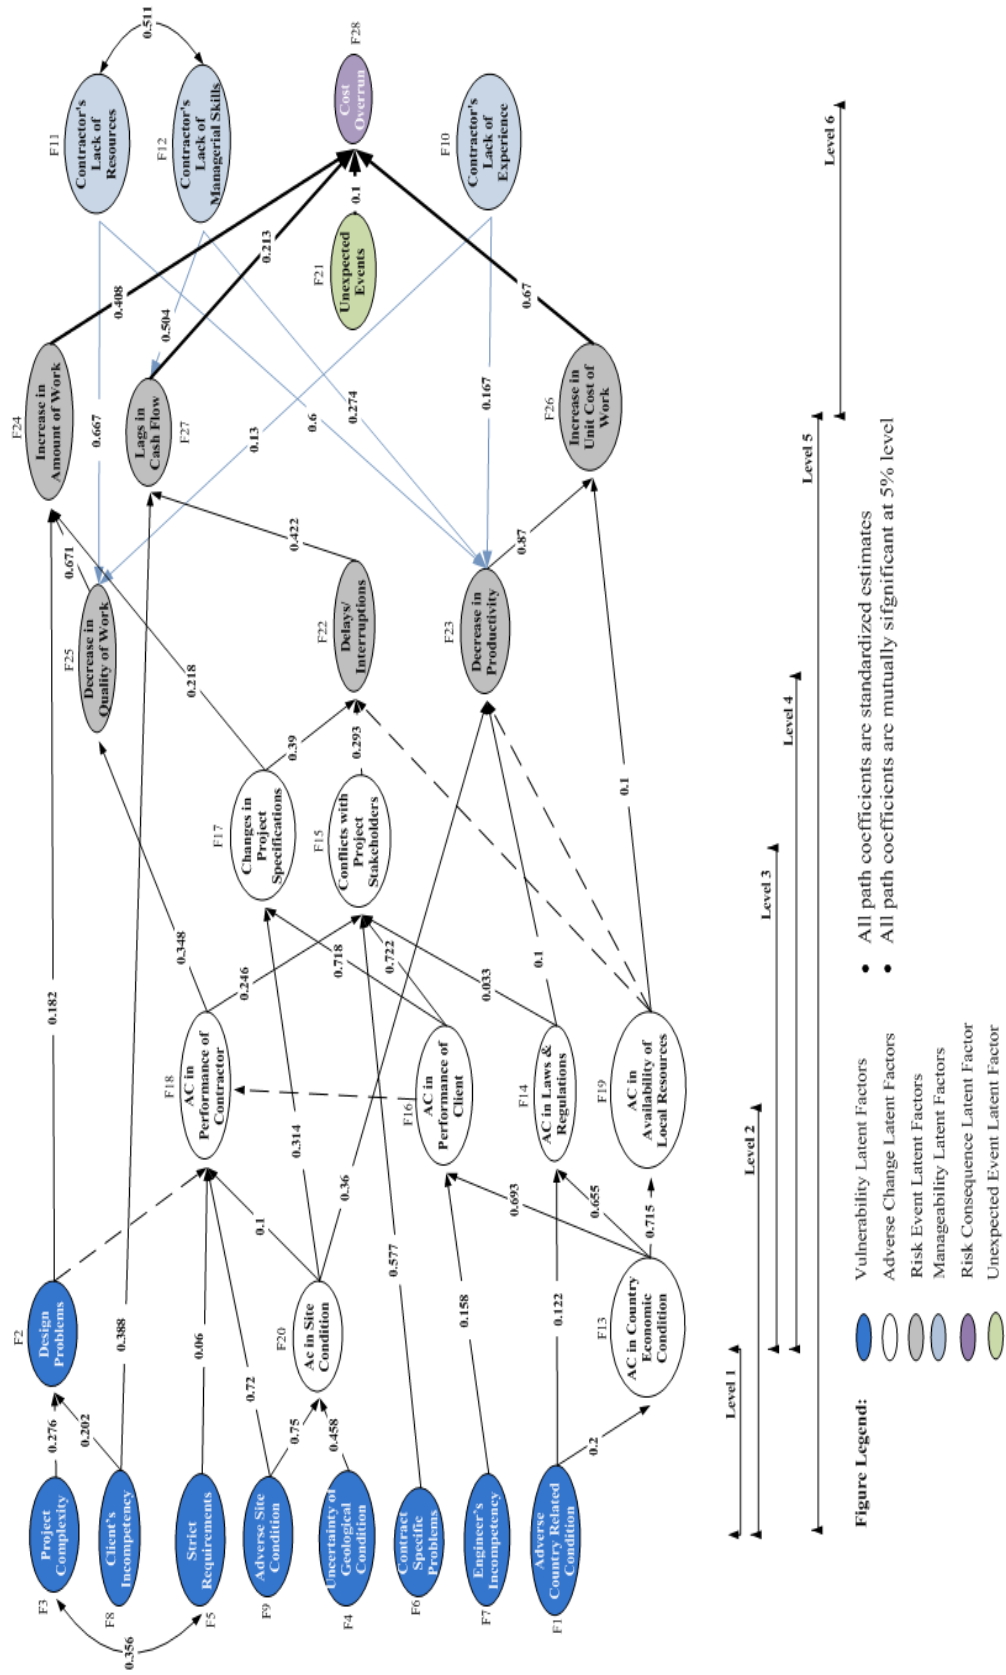 F3
Project
Complexity
F8
Client's
Incompetency
F5
Strict
Requirements
F9
Adverse Site
Condition
F4
Uncertainty of
Geological
Condition
F6
Contract
Specific
Problems
F7
Engineer's
Incompetency
F1
Adverse
Country Related
Condition
0.356
0.276
0.202
0.388
0.06
0.72
0.75
0.458
0.577
0.158
0.122
0.2
F2
Design
Problems
F20
Ac in Site
Condition
F13
AC in Country
Economic
Condition
0.182
0.1
0.314
0.36
0.693
0.655
0.715
F18
AC in
Performance of
Contractor
F16
AC in
Performance of
Client
F14
AC in Laws &
Regulations
F19
AC in
Availability of
Local Resources
0.348
0.246
0.718
0.722
0.033
0.1
0.1
F17
Changes in
Project
Specifications
F15
Conflicts with
Project
Stakeholders
0.218
0.39
0.293
F25
Decrease in
Quality of Work
F22
Delays/
Interruptions
F23
Decrease in
Productivity
0.671
0.422
0.87
F24
Increase in
Amount of Work
F27
Lags in
Cash Flow
F26
Increase in
Unit Cost of
Work
0.667
0.504
0.13
0.6
0.274
0.167
0.408
0.213
0.1
0.67
F21
Unexpected
Events
F11
Contractor's
Lack of
Resources
F12
Contractor's
Lack of
Managerial Skills
F28
Cost
Overrun
F10
Contractor's
Lack of
Experience
0.511
Level 1
Level 2
Level 3
Level 4
Level 5
Level 6
Figure Legend:
Vulnerability Latent Factors
Adverse Change Latent Factors
Risk Event Latent Factors
Manageability Latent Factors
Risk Consequence Latent Factor
Unexpected Event Latent Factor
• All path coefficients are standardized estimates
• All path coefficients are mutually sifgnificant at 5% level